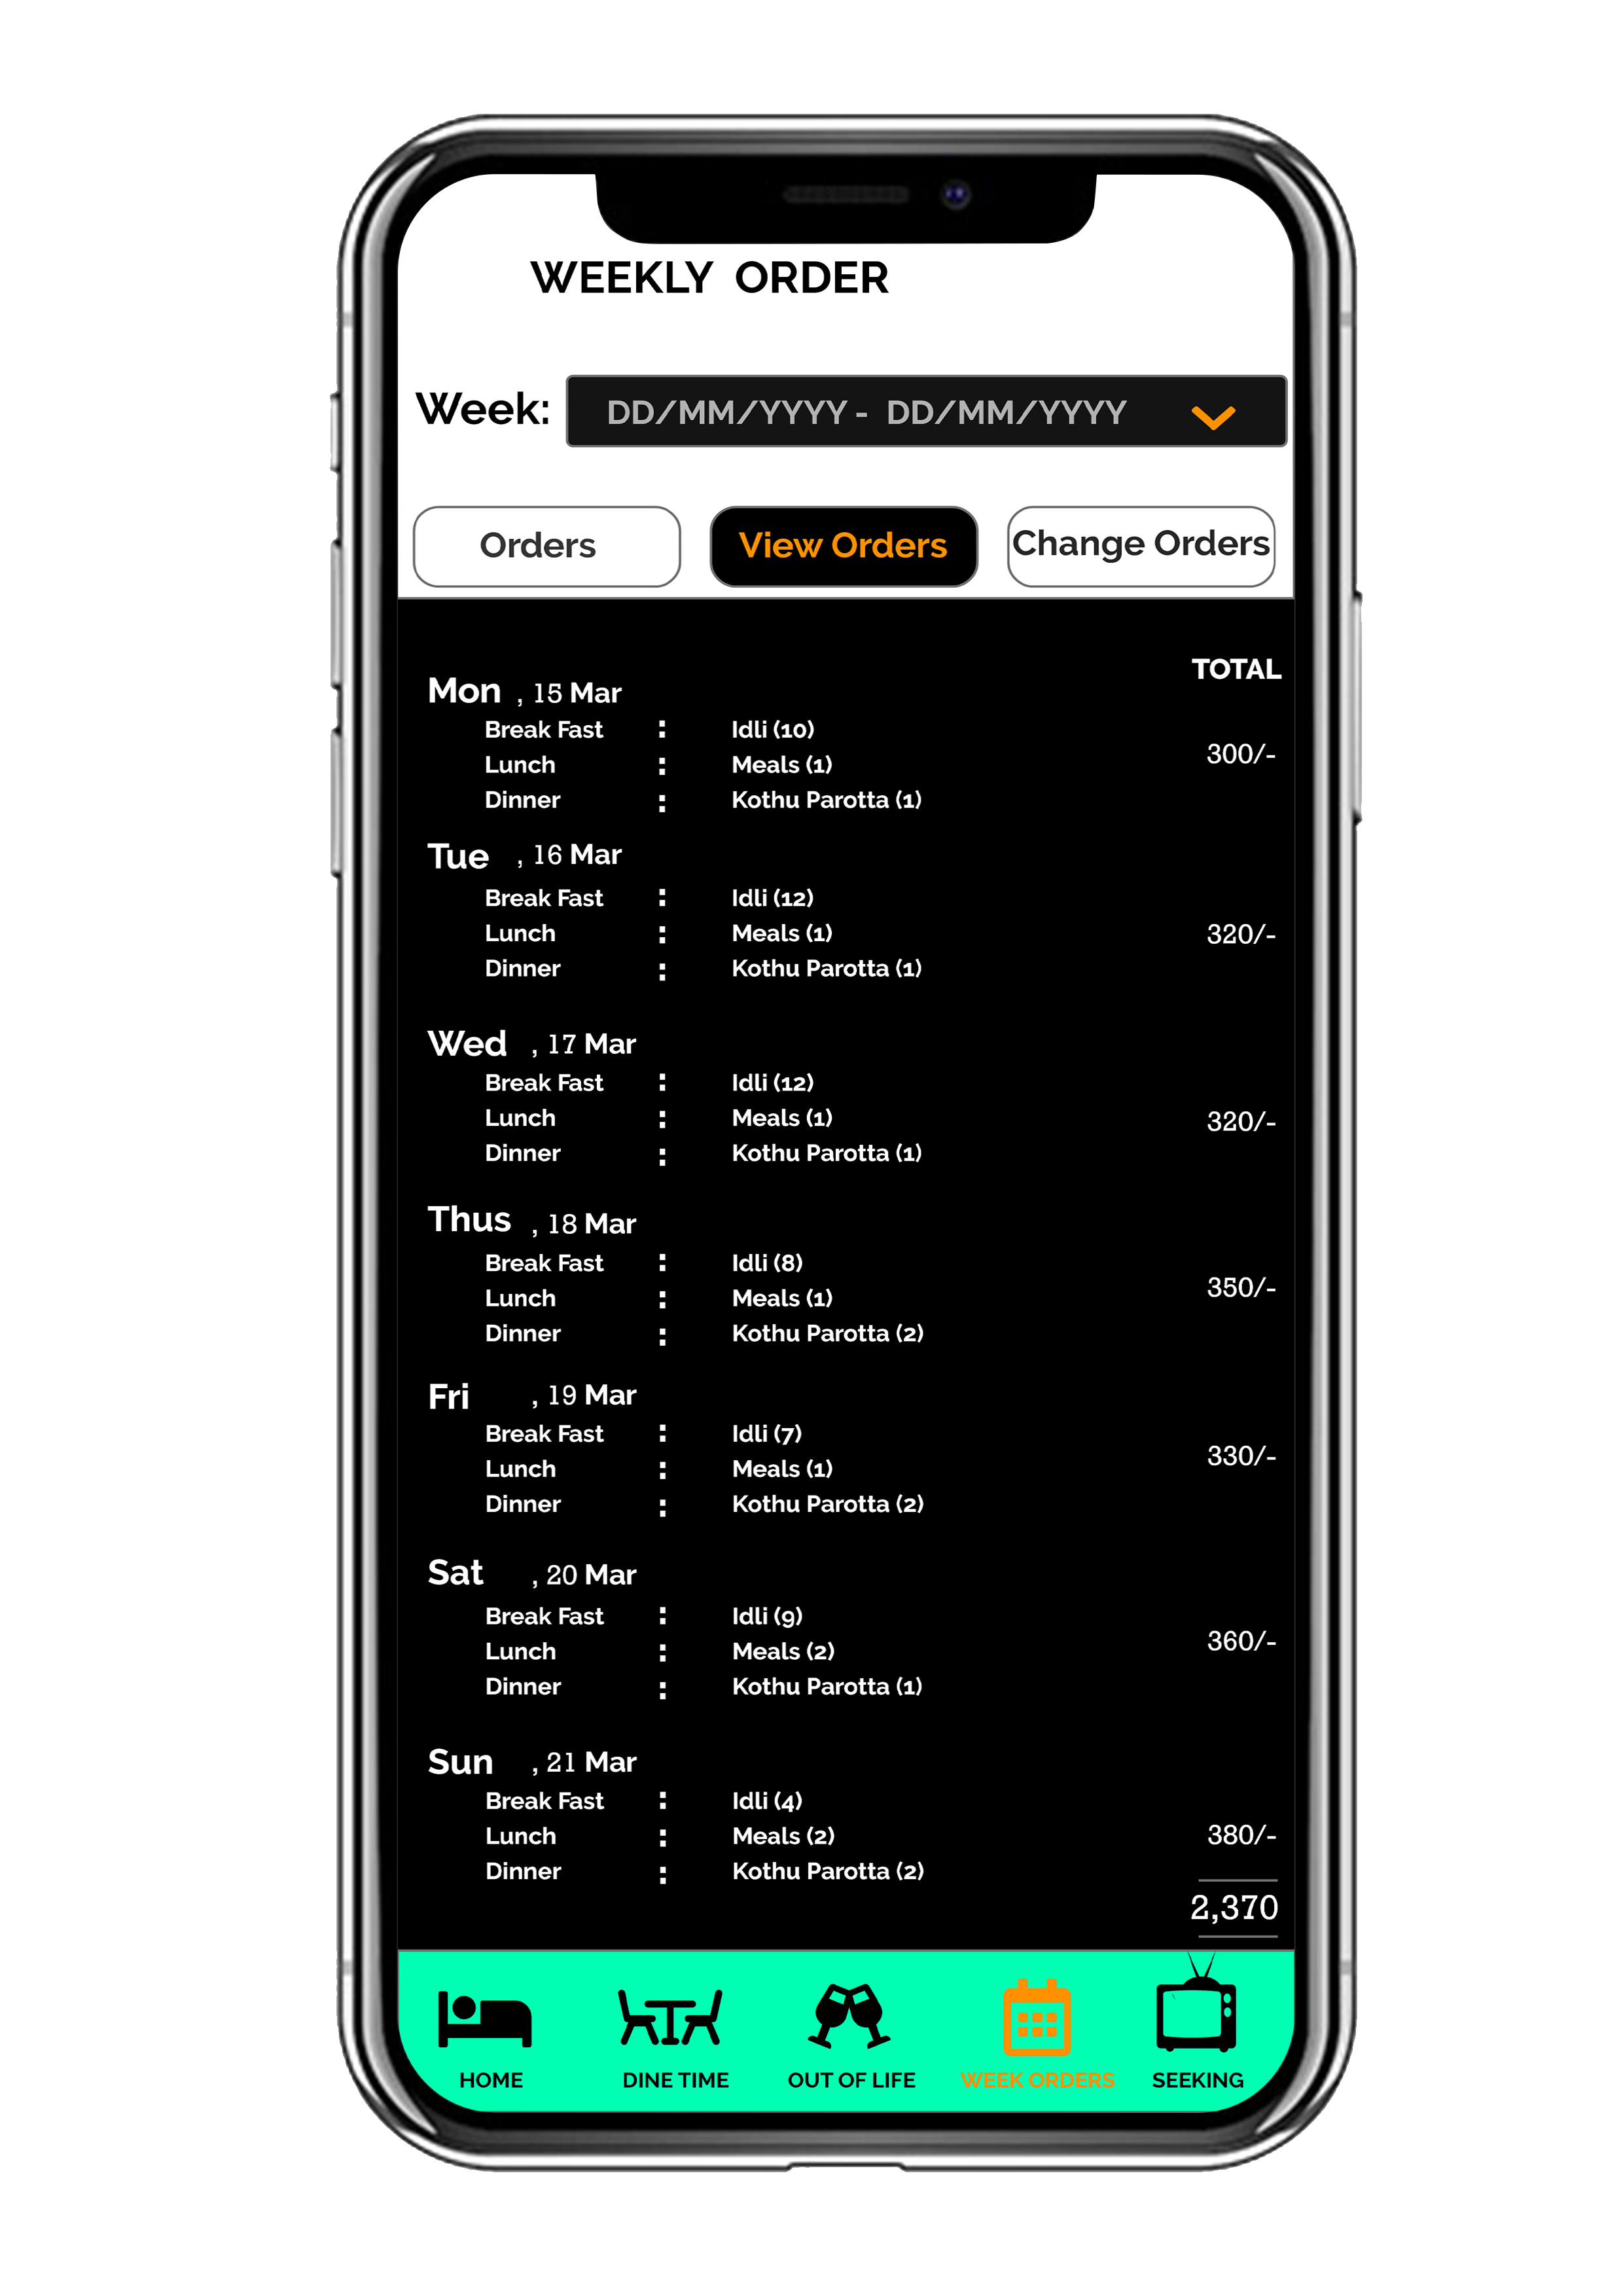 WEEKLY ORDER
Week: DD/MM/YYYY - DD/MM/YYYY
Orders View Orders Change Orders
TOTAL
Mon , 15 Mar
Break Fast : Idli (10)
300/-
Lunch : Meals (1)
Dinner : Kothu Parotta (1)
Tue , 16 Mar
Break Fast : Idli (12)
Lunch : Meals (1) 320/-
Dinner : Kothu Parotta (1)
Wed , 17 Mar
Break Fast : Idli (12)
Lunch : Meals (1) 320/-
Dinner : Kothu Parotta (1)
Thus , 18 Mar
Break Fast : Idli (8)
Lunch : Meals (1) 350/-
Dinner : Kothu Parotta (2)
Fri , 19 Mar
Break Fast : Idli (7)
Lunch : Meals (1) 330/-
Dinner : Kothu Parotta (2)
Sat , 20 Mar
Break Fast : Idli (9)
Lunch : Meals (2) 360/-
Dinner : Kothu Parotta (1)
Sun , 21 Mar
Break Fast : Idli (4)
Lunch : Meals (2) 380/-
Dinner : Kothu Parotta (2)
2,370
HOME DINE TIME OUT OF LIFE WEEK ORDERS SEEKING